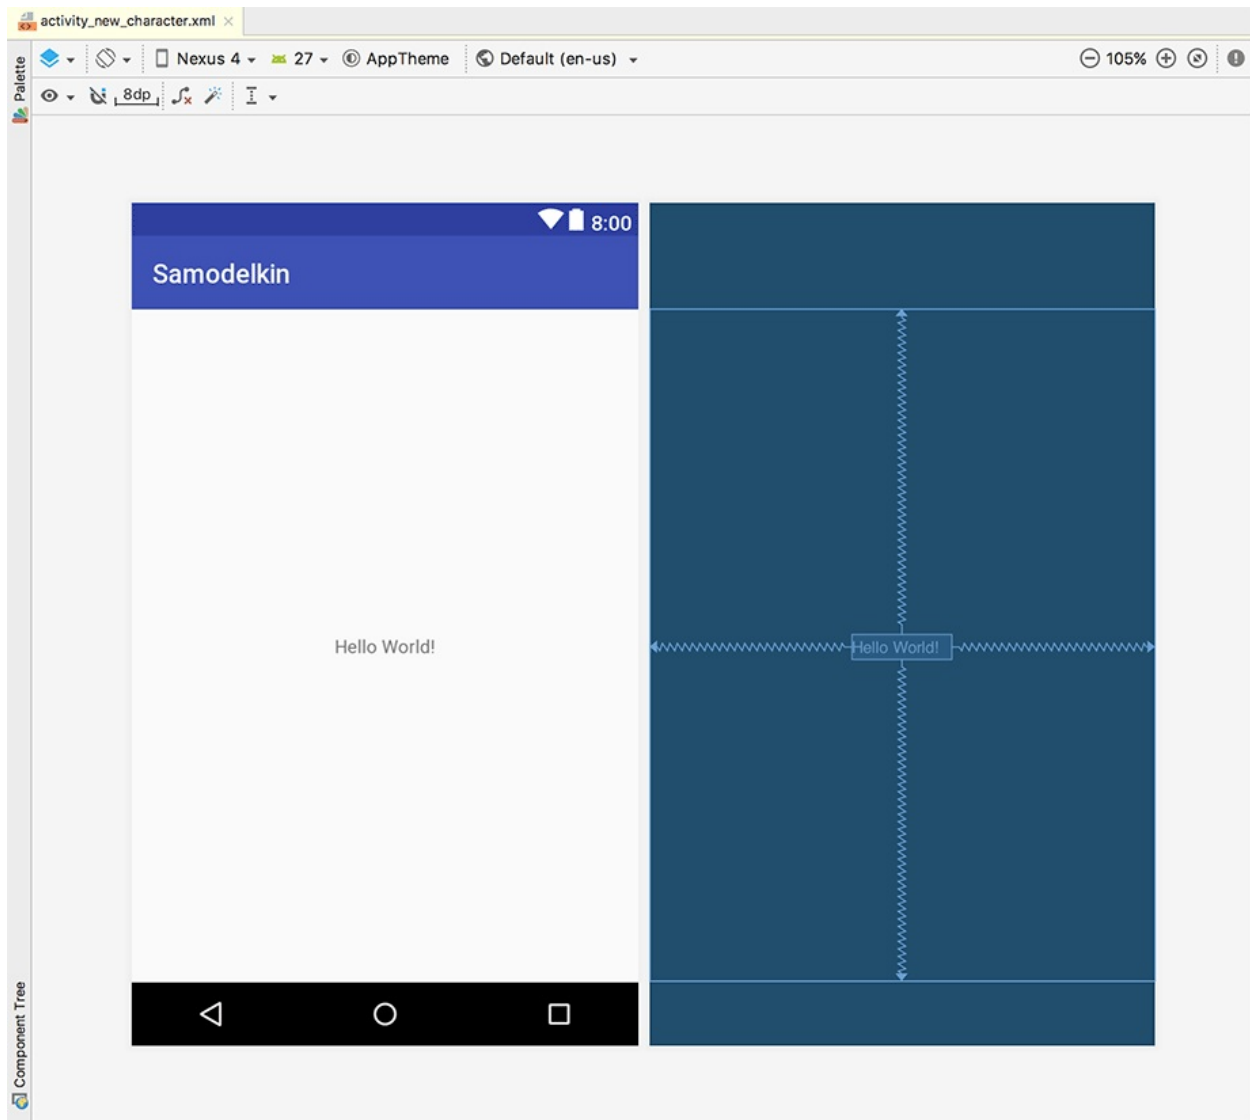 activity_new_character.xml
Palette
Nexus 4 27 AppTheme Default (en-us) 105%
8dp
8:00
Samodelkin
Hello World! Hello World!
Component Tree